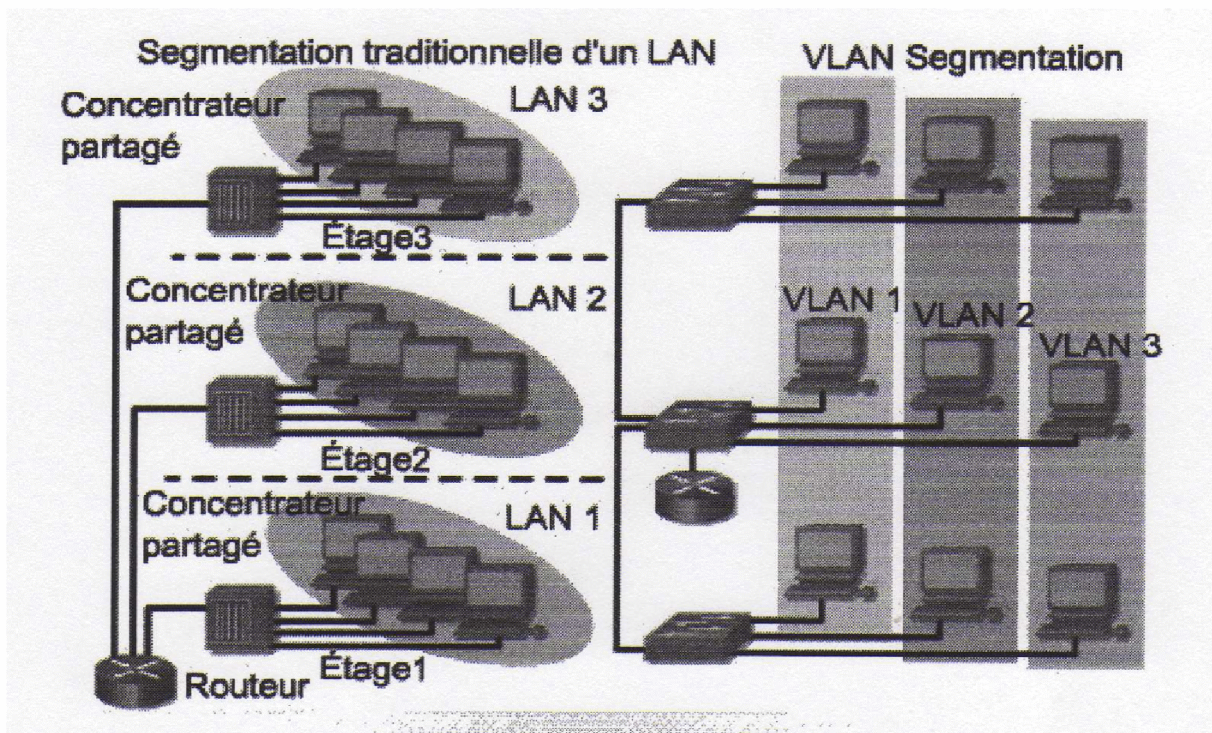 Segmentation traditionnelle d'un LAN
VLAN Segmentation
Concentrateur
partagé
LAN 3
Étage3
Concentrateur
partagé
LAN 2
Étage2
Concentrateur
partagé
LAN 1
Étage1
Routeur
VLAN 1
VLAN 2
VLAN 3